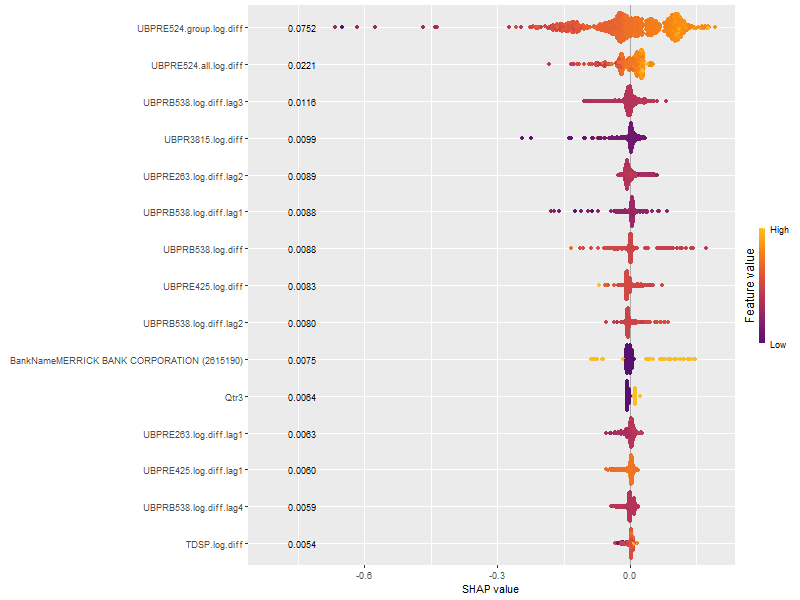 UBPRE524.group.log.diff 0.0752
UBPRE524.all.log.diff 0.0221
UBPRB538.log.diff.lag3 0.0116
UBPR3815.log.diff 0.0099
UBPRE263.log.diff.lag2 0.0089
UBPRB538.log.diff.lag1 0.0088
UBPRB538.log.diff 0.0088
UBPRE425.log.diff 0.0083
UBPRB538.log.diff.lag2 0.0080
BankNameMERRICK BANK CORPORATION (2615190) 0.0075
Qtr3 0.0064
UBPRE263.log.diff.lag1 0.0063
UBPRE425.log.diff.lag1 0.0060
UBPRB538.log.diff.lag4 0.0059
TDSP.log.diff 0.0054
-0.6 -0.3 0.0
SHAP value
Feature value
High
Low